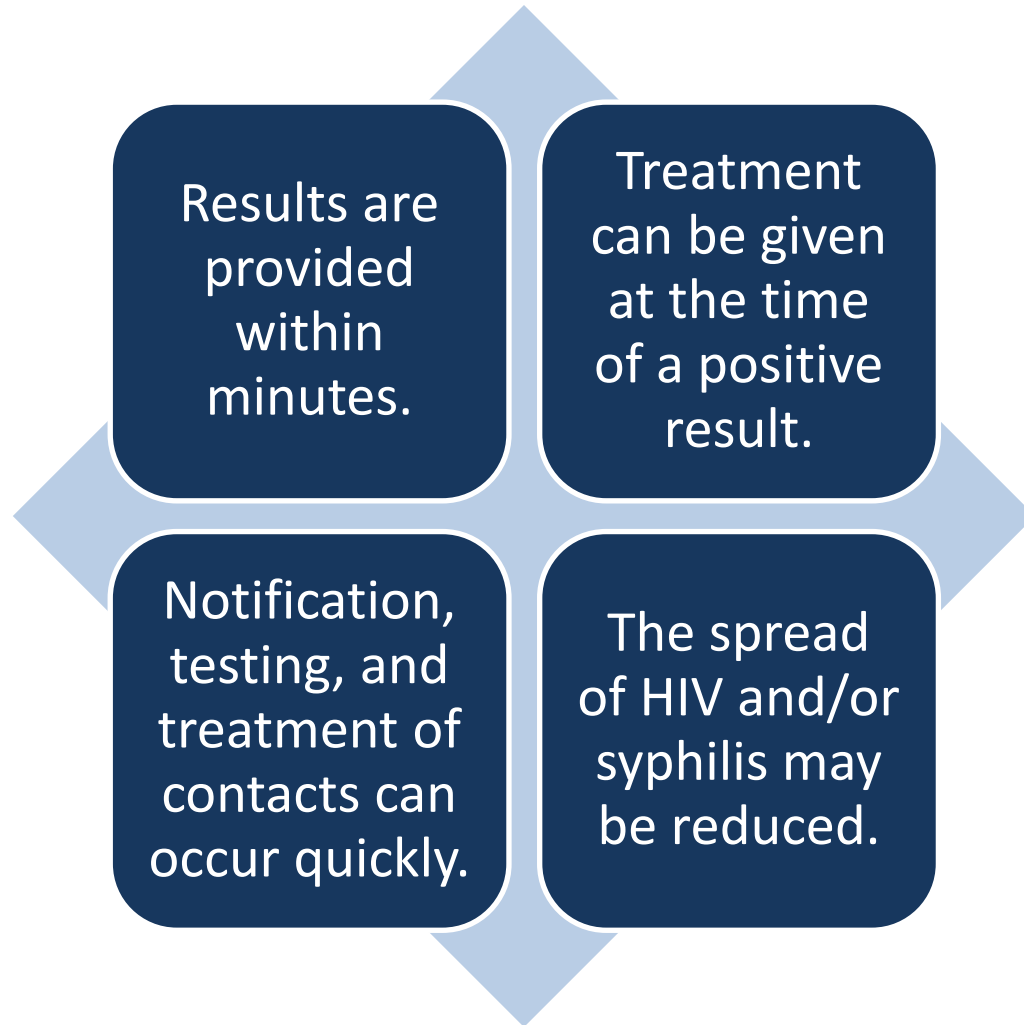 Results are
provided
within
minutes.
Treatment
can be given
at the time
of a positive
result.
Notification,
testing, and
treatment of
contacts can
occur quickly.
The spread
of HIV and/or
syphilis may
be reduced.